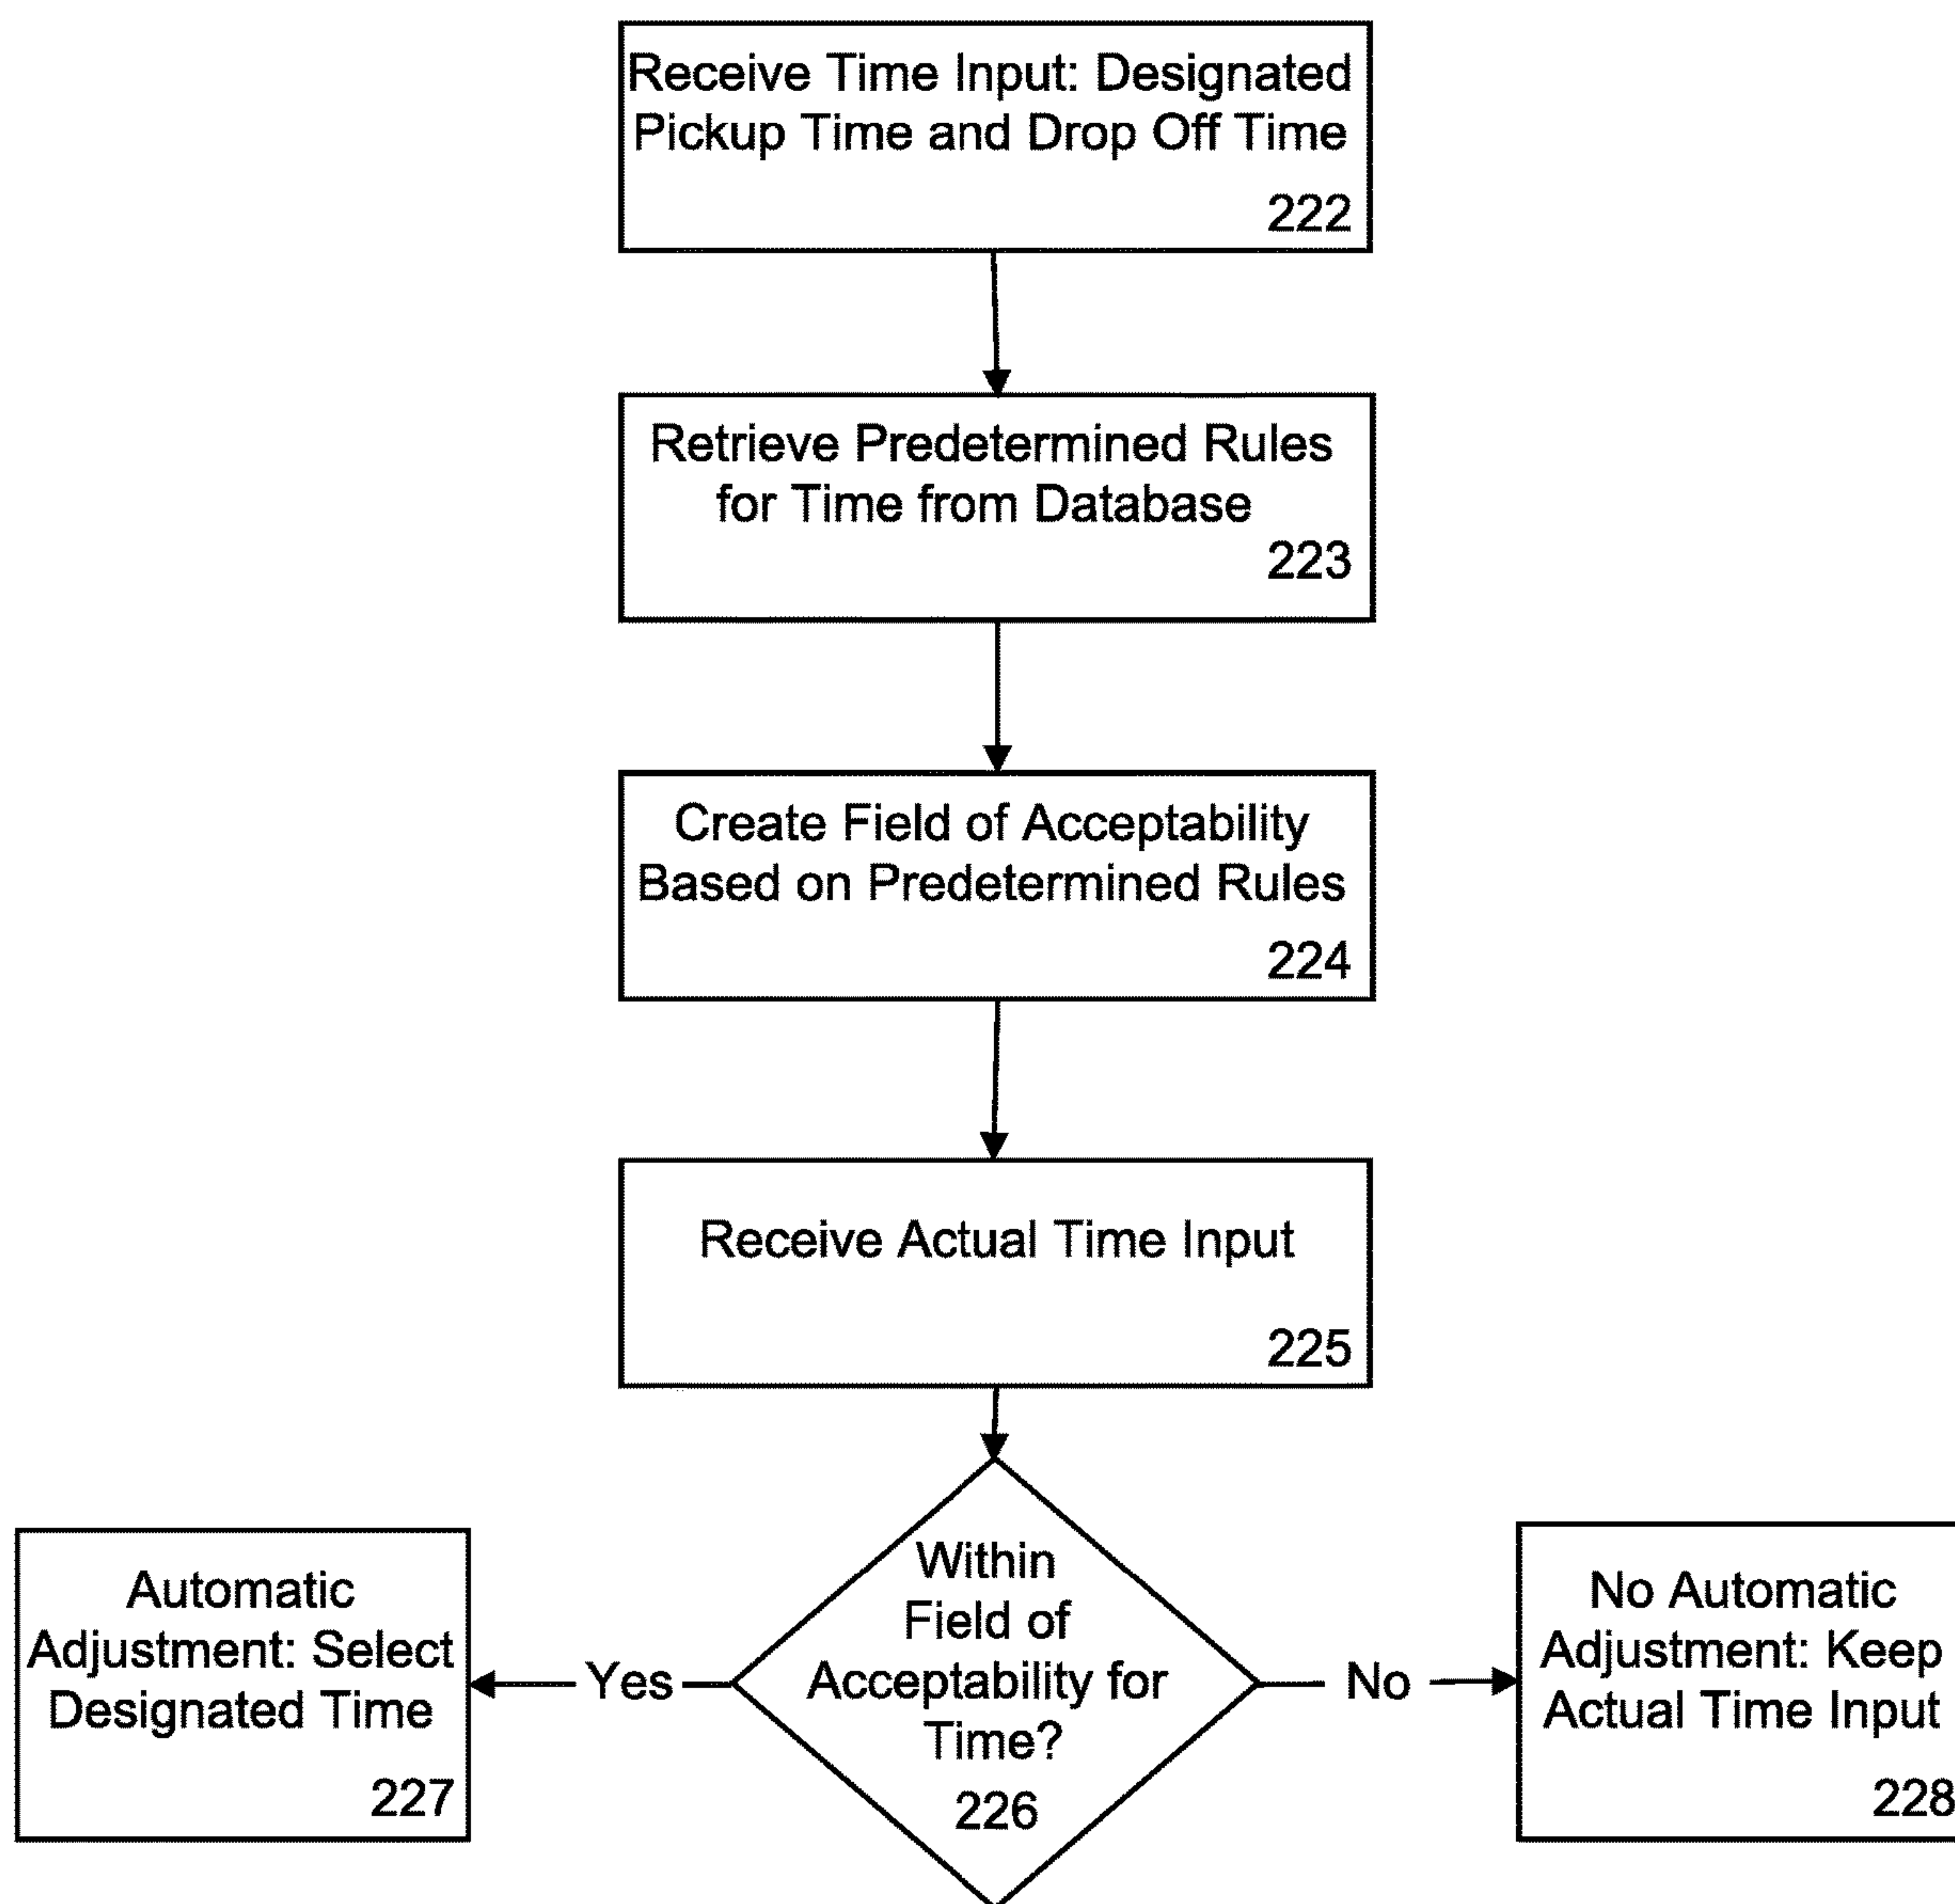 Receive Time Input: Designated
Pickup Time and Drop Off Time
222
Retrieve Predetermined Rules
for Time from Database
223
Create Field of Acceptability
Based on Predetermined Rules
224
Receive Actual Time Input
225
Within
Field of
Acceptability for
Time?
226
Yes
Automatic
Adjustment: Select
Designated Time
227
No
No Automatic
Adjustment: Keep
Actual Time Input
228